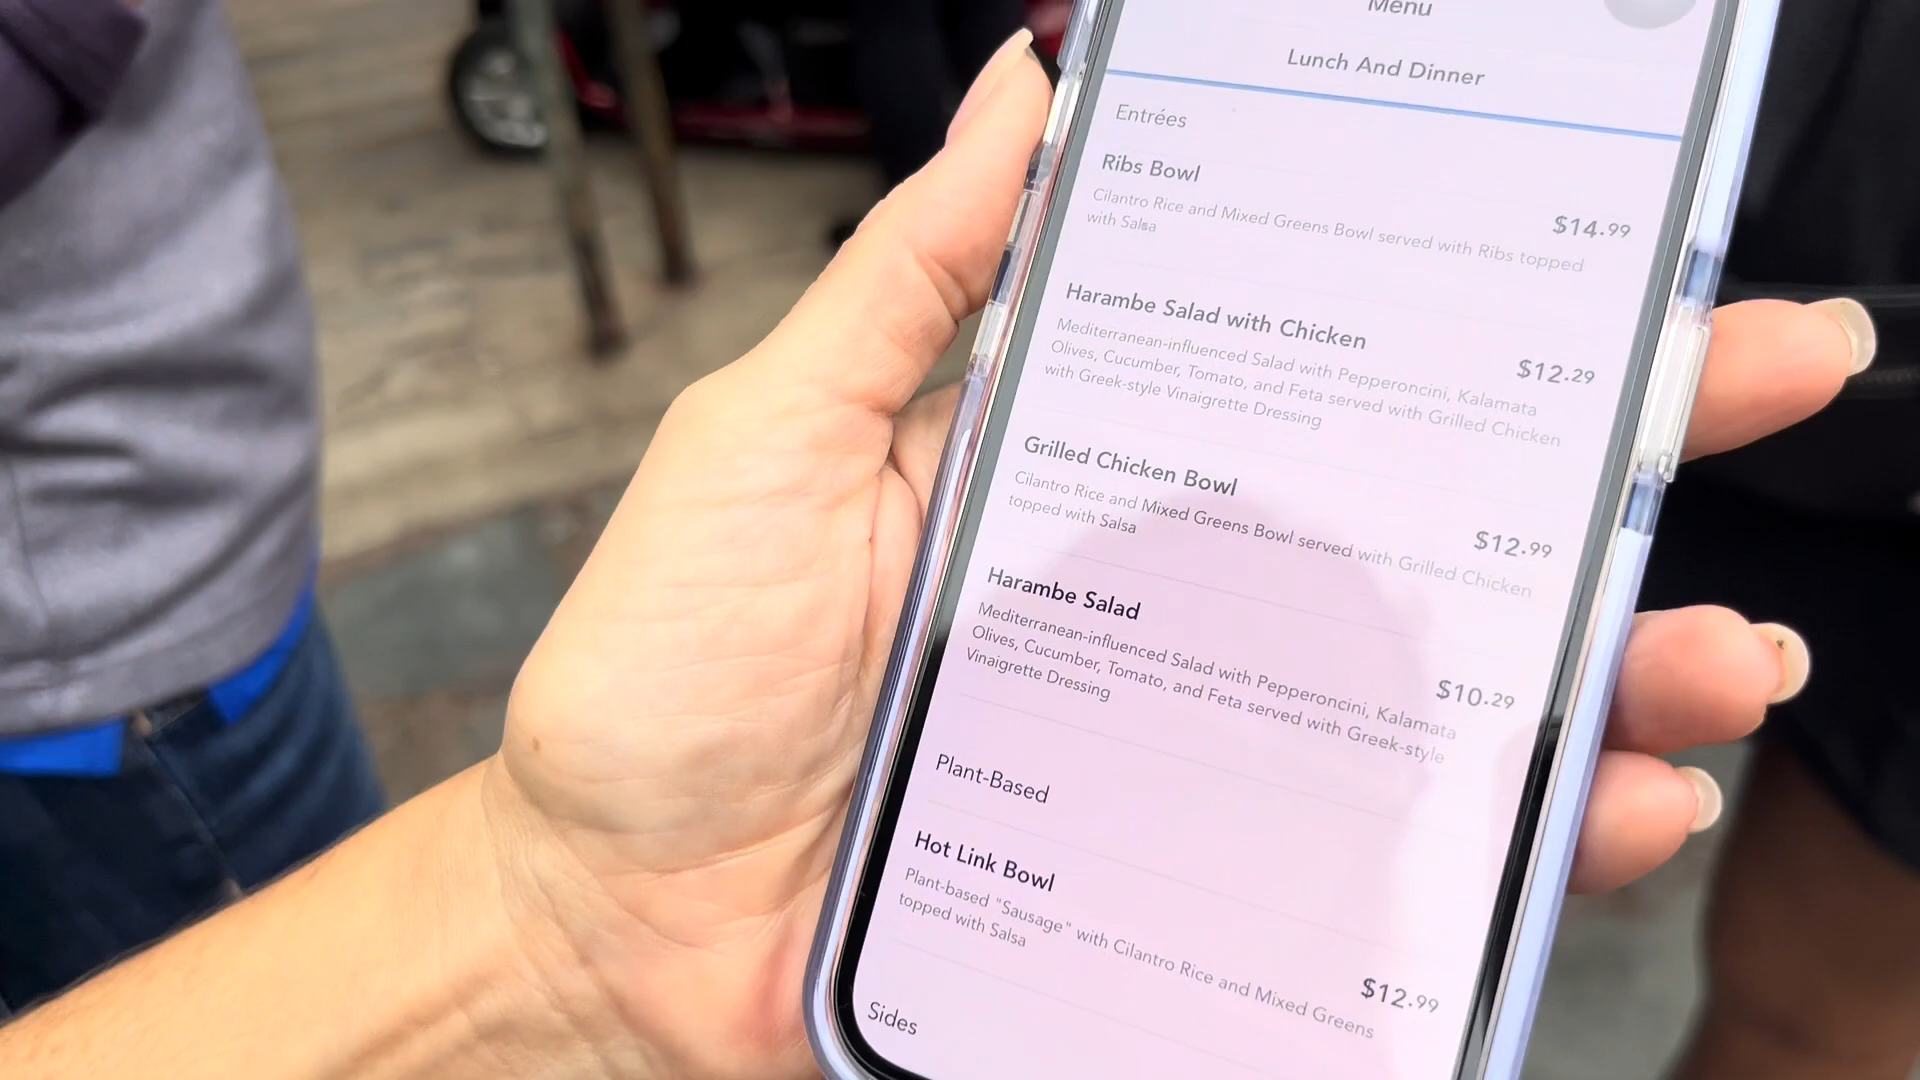 Menu
Lunch And Dinner
Entrées
Ribs Bowl
$14.99
Cilantro Rice and Mixed Greens Bowl served with Ribs topped
with Salsa
Harambe Salad with Chicken
$12.29
Mediterranean-influenced Salad with Pepperoncini, Kalamata
Olives, Cucumber, Tomato, and Feta served with Grilled Chicken
with Greek-style Vinaigrette Dressing
Grilled Chicken Bowl
$12.99
Cilantro Rice and Mixed Greens Bowl served with Grilled Chicken
topped with Salsa
Harambe Salad
$10.29
Mediterranean-influenced Salad with Pepperoncini, Kalamata
Olives, Cucumber, Tomato, and Feta served with Greek-style
Vinaigrette Dressing
Plant-Based
Hot Link Bowl
$12.99
Plant-based "Sausage" with Cilantro Rice and Mixed Greens
topped with Salsa
Sides